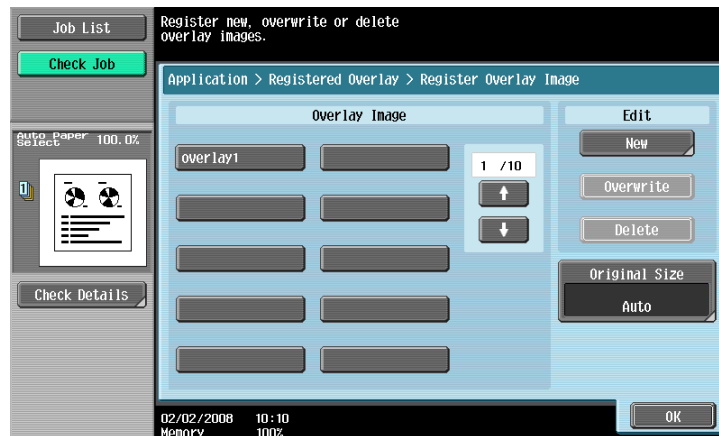 Job List
Check Job
Auto Paper
Select 100.0%
Check Details
Register new, overwrite or delete
overlay images.
Application > Registered Overlay > Register Overlay Image
Overlay Image
overlay1
1 /10
Edit
New
Overwrite
Delete
Original Size
Auto
02/02/2008 10:10
Memory 100%
OK